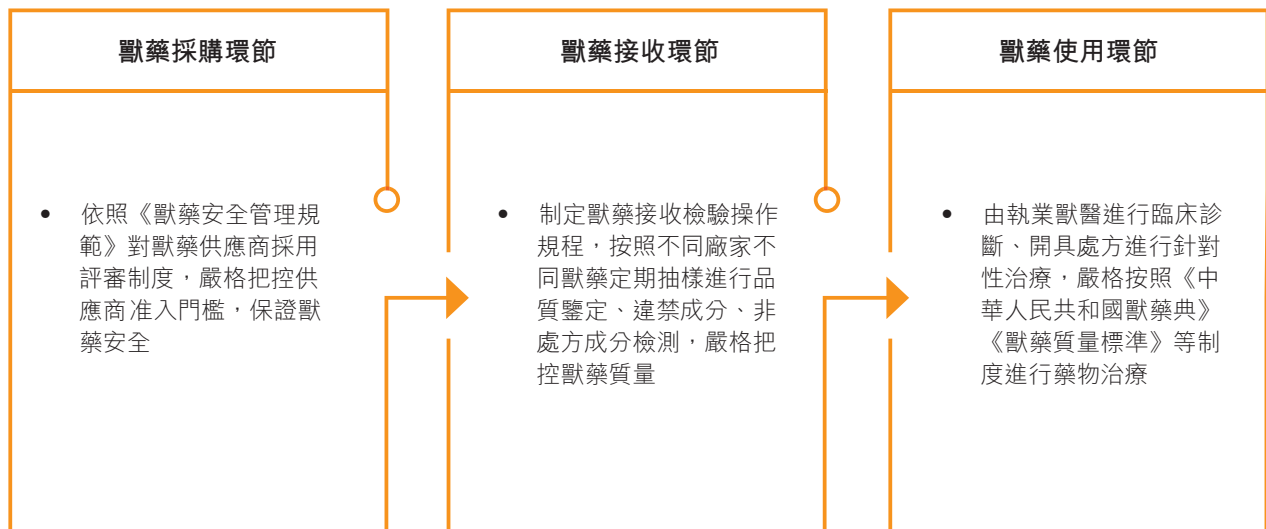 獸藥採購環節
• 依照《獸藥安全管理規
範》對獸藥供應商採用
評審制度，嚴格把控供
應商准入門檻，保證獸
藥安全
獸藥接收環節
• 制定獸藥接收檢驗操作
規程，按照不同廠家不
同獸藥定期抽樣進行品
質鑒定、違禁成分、非
處方成分檢測，嚴格把
控獸藥質量
獸藥使用環節
• 由執業獸醫進行臨床診
斷、開具處方進行針對
性治療，嚴格按照《中
華人民共和國獸藥典》
《獸藥質量標準》等制
度進行藥物治療